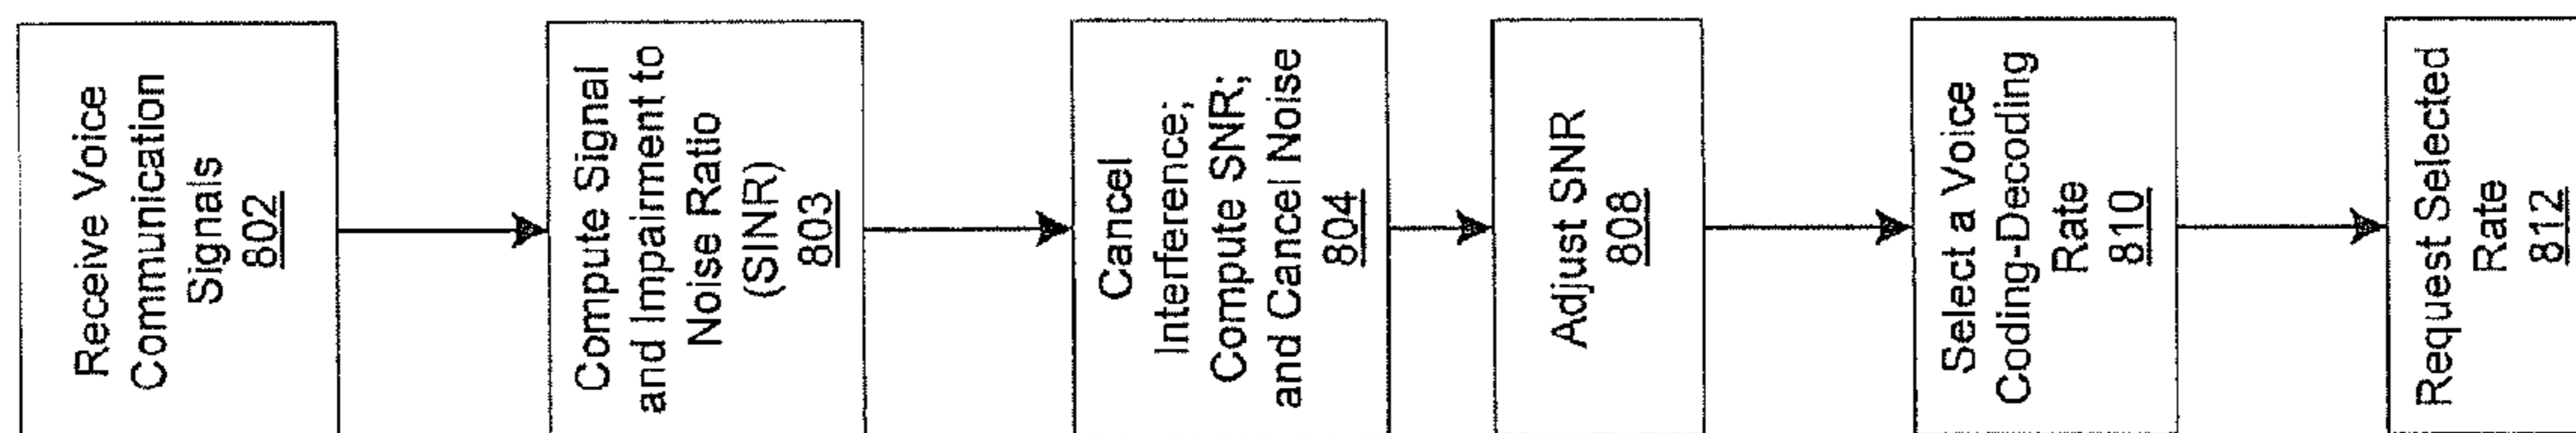 Receive Voice
Communication
Signals
802
Compute Signal
and Impairment to
Noise Ratio
(SINR)
803
Cancel
Interference;
Compute SNR;
and Cancel Noise
804
Adjust SNR
808
Select a Voice
Coding-Decoding
Rate
810
Request Selected
Rate
812